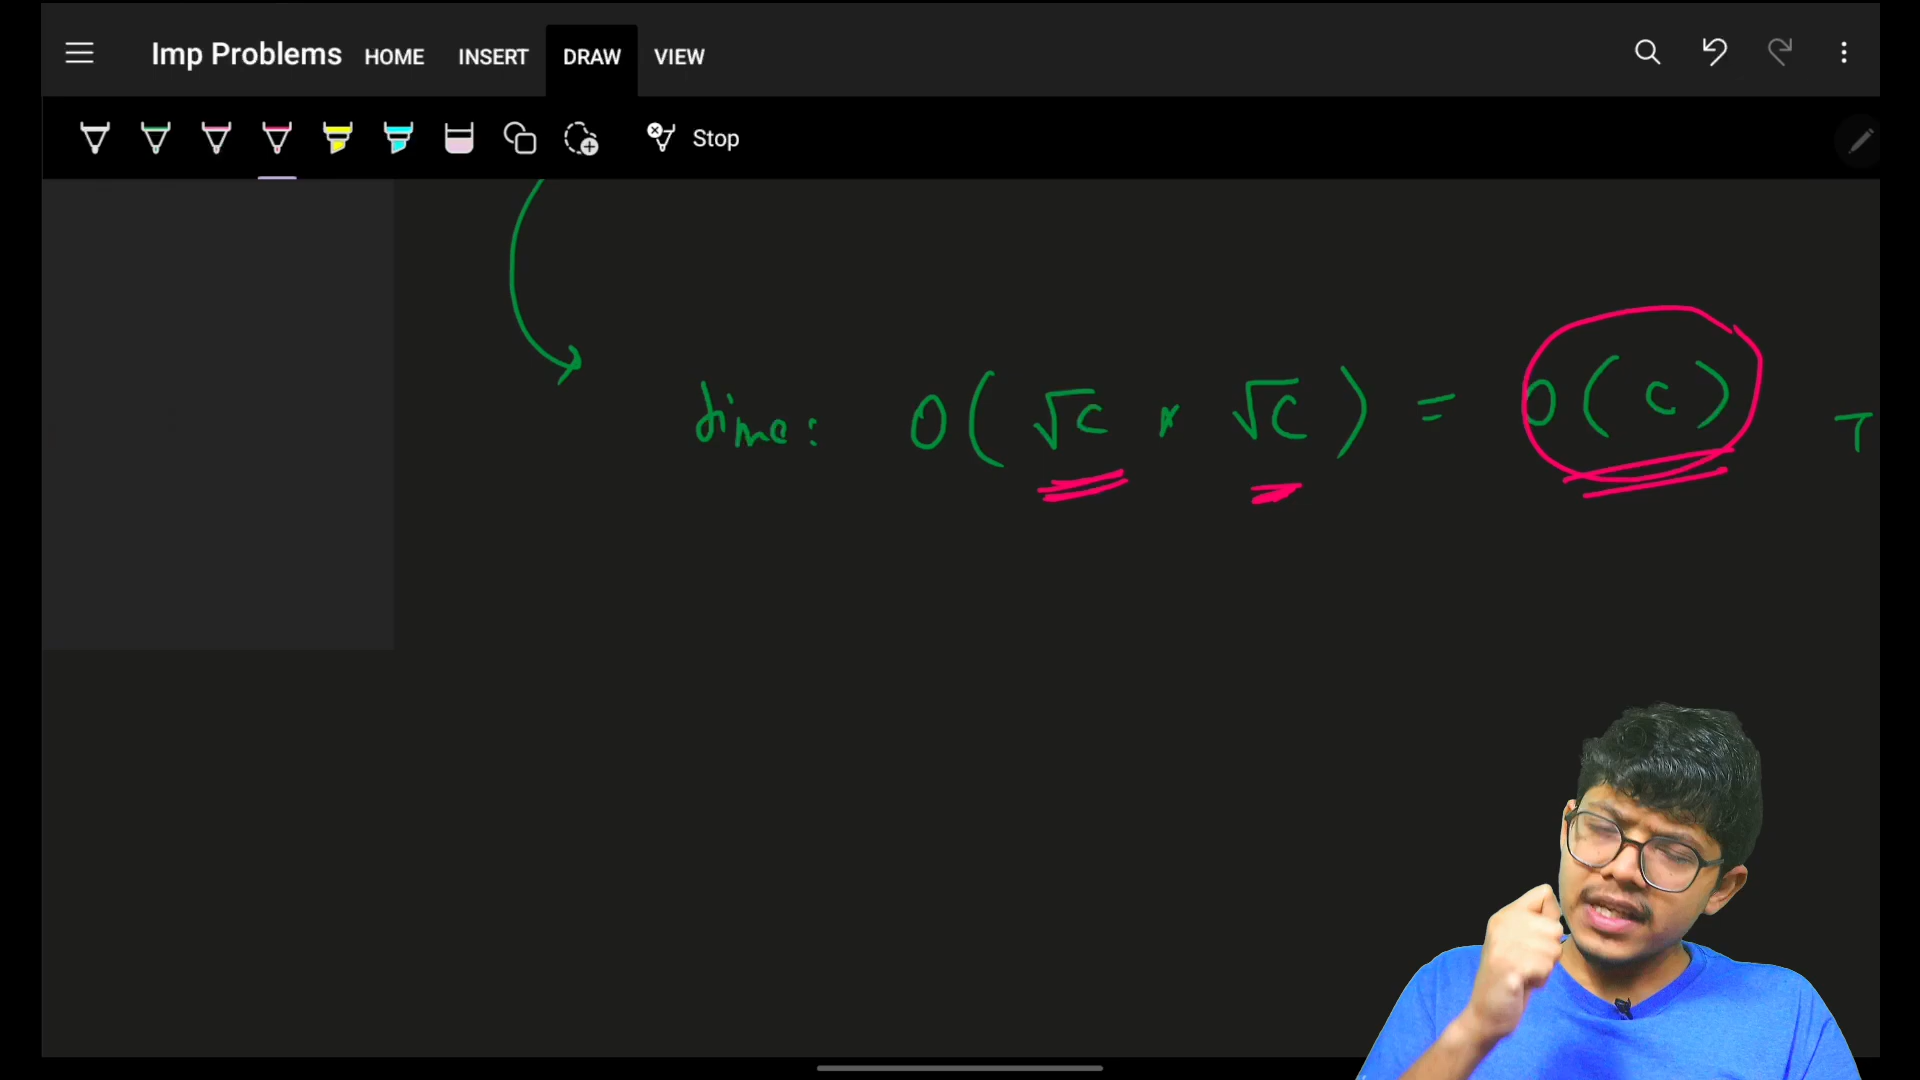 Imp Problems HOME INSERT DRAW VIEW
Stop
time: O( √c * √c ) = O( c ) T